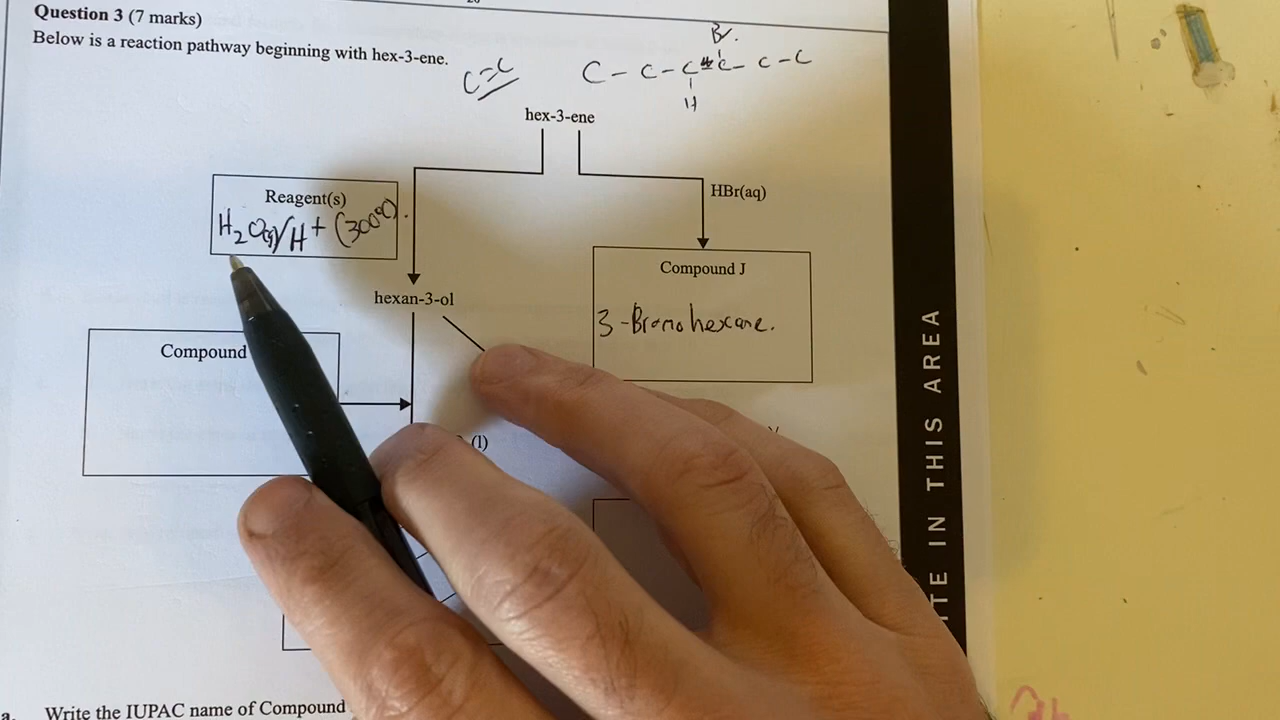 Question 3 (7 marks)
Below is a reaction pathway beginning with hex-3-ene.
C=C
Br.
C - C - C - C - C - C
H
hex-3-ene
Reagent(s)
H2O(g)/H+ (300°C).
HBr(aq)
Compound J
3-Bromohexane.
hexan-3-ol
Compound
(l)
TE IN THIS AREA
a. Write the IUPAC name of Compound